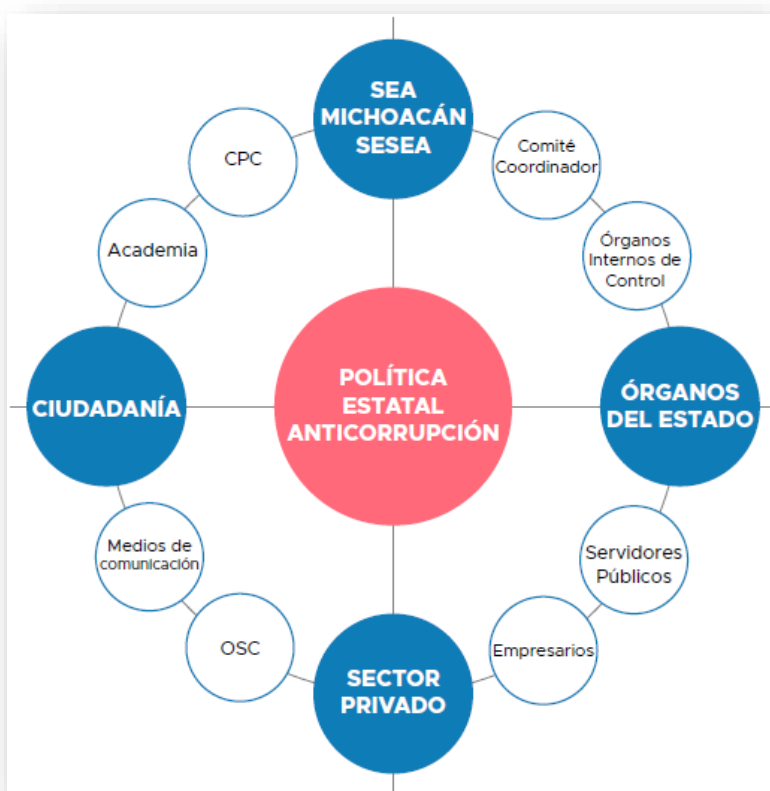 SEA
MICHOACÁN
SESEA
CPC
Comité
Coordinador
Academia
Órganos
Internos de
Control
POLÍTICA
ESTATAL
ANTICORRUPCIÓN
CIUDADANÍA
ÓRGANOS
DEL ESTADO
Medios de
comunicación
Servidores
Públicos
OSC
Empresarios
SECTOR
PRIVADO